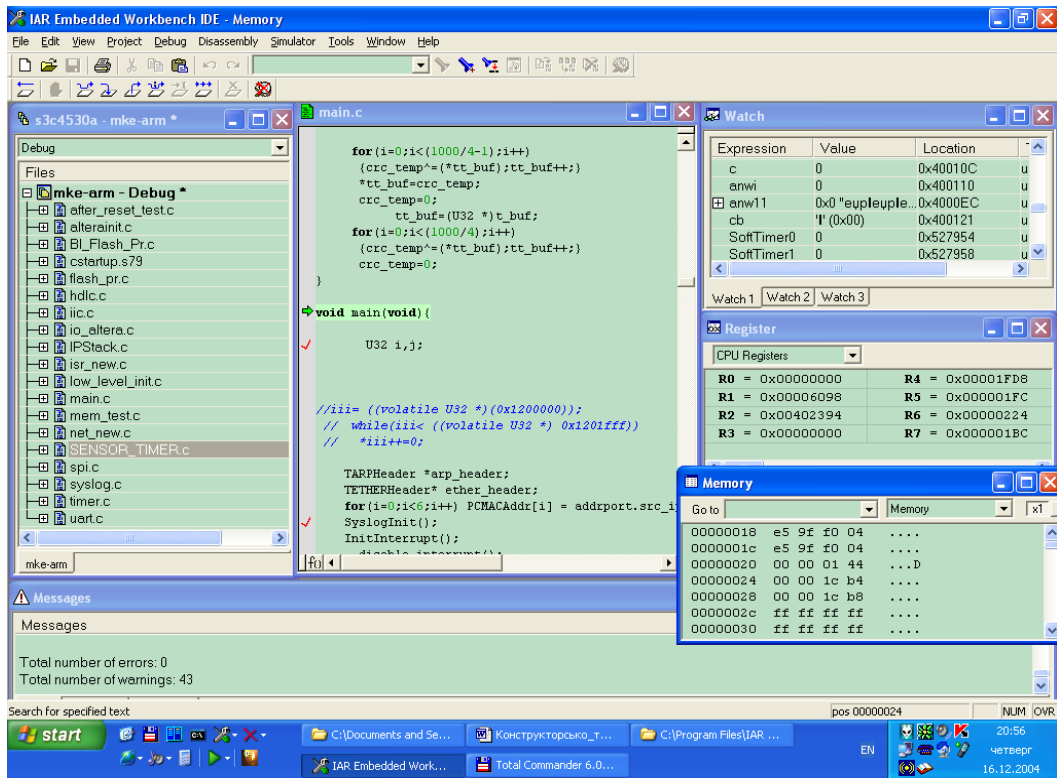 IAR Embedded Workbench IDE - Memory
File Edit View Project Debug Disassembly Simulator Tools Window Help
s3c4530a - mke-arm *
Debug
Files
mke-arm - Debug *
after_reset_test.c
alterainit.c
BI_Flash_Pr.c
cstartup.s79
flash_pr.c
hdlc.c
iic.c
io_altera.c
IPStack.c
isr_new.c
low_level_init.c
main.c
mem_test.c
net_new.c
SENSOR_TIMER.c
spi.c
syslog.c
timer.c
uart.c
mke-arm
main.c
for(i=0;i<(1000/4-1);i++)
{crc_temp^=(*tt_buf);tt_buf++;}
*tt_buf=crc_temp;
crc_temp=0;
tt_buf=(U32 *)t_buf;
for(i=0;i<(1000/4);i++)
{crc_temp^=(*tt_buf);tt_buf++;}
crc_temp=0;
}
void main(void){
U32 i,j;
//iii= ((volatile U32 *)(0x1200000));
// while(iii< ((volatile U32 *) 0x1201fff))
// *iii++=0;
TARPHeader *arp_header;
TETHERHeader* ether_header;
for(i=0;i<6;i++) PCMACAddr[i] = addrport.src_ip
SyslogInit();
InitInterrupt();
disable_interrupt();
fo
Watch
Expression Value Location
c 0 0x40010C u
anwi 0 0x400110 u
anw11 0x0 "eypleyple...0x4000EC u
cb 'I' (0x00) 0x400121 u
SoftTimer0 0 0x527954 u
SoftTimer1 0 0x527958 u
Watch 1 Watch 2 Watch 3
Register
CPU Registers
R0 = 0x00000000 R4 = 0x00001FD8
R1 = 0x00006098 R5 = 0x000001FC
R2 = 0x00402394 R6 = 0x00000224
R3 = 0x00000000 R7 = 0x000001BC
Memory
Go to Memory x1
00000018 e5 9f f0 04 ....
0000001c e5 9f f0 04 ....
00000020 00 00 01 44 ...D
00000024 00 00 1c b4 ....
00000028 00 00 1c b8 ....
0000002c ff ff ff ff ....
00000030 ff ff ff ff ....
Messages
Messages
Total number of errors: 0
Total number of warnings: 43
Search for specified text pos 00000024 NUM OVR
start
C:\Documents and Se...
Конструкторсько_т...
C:\Program Files\IAR ...
IAR Embedded Work...
Total Commander 6.0...
EN
20:56
четверг
16.12.2004